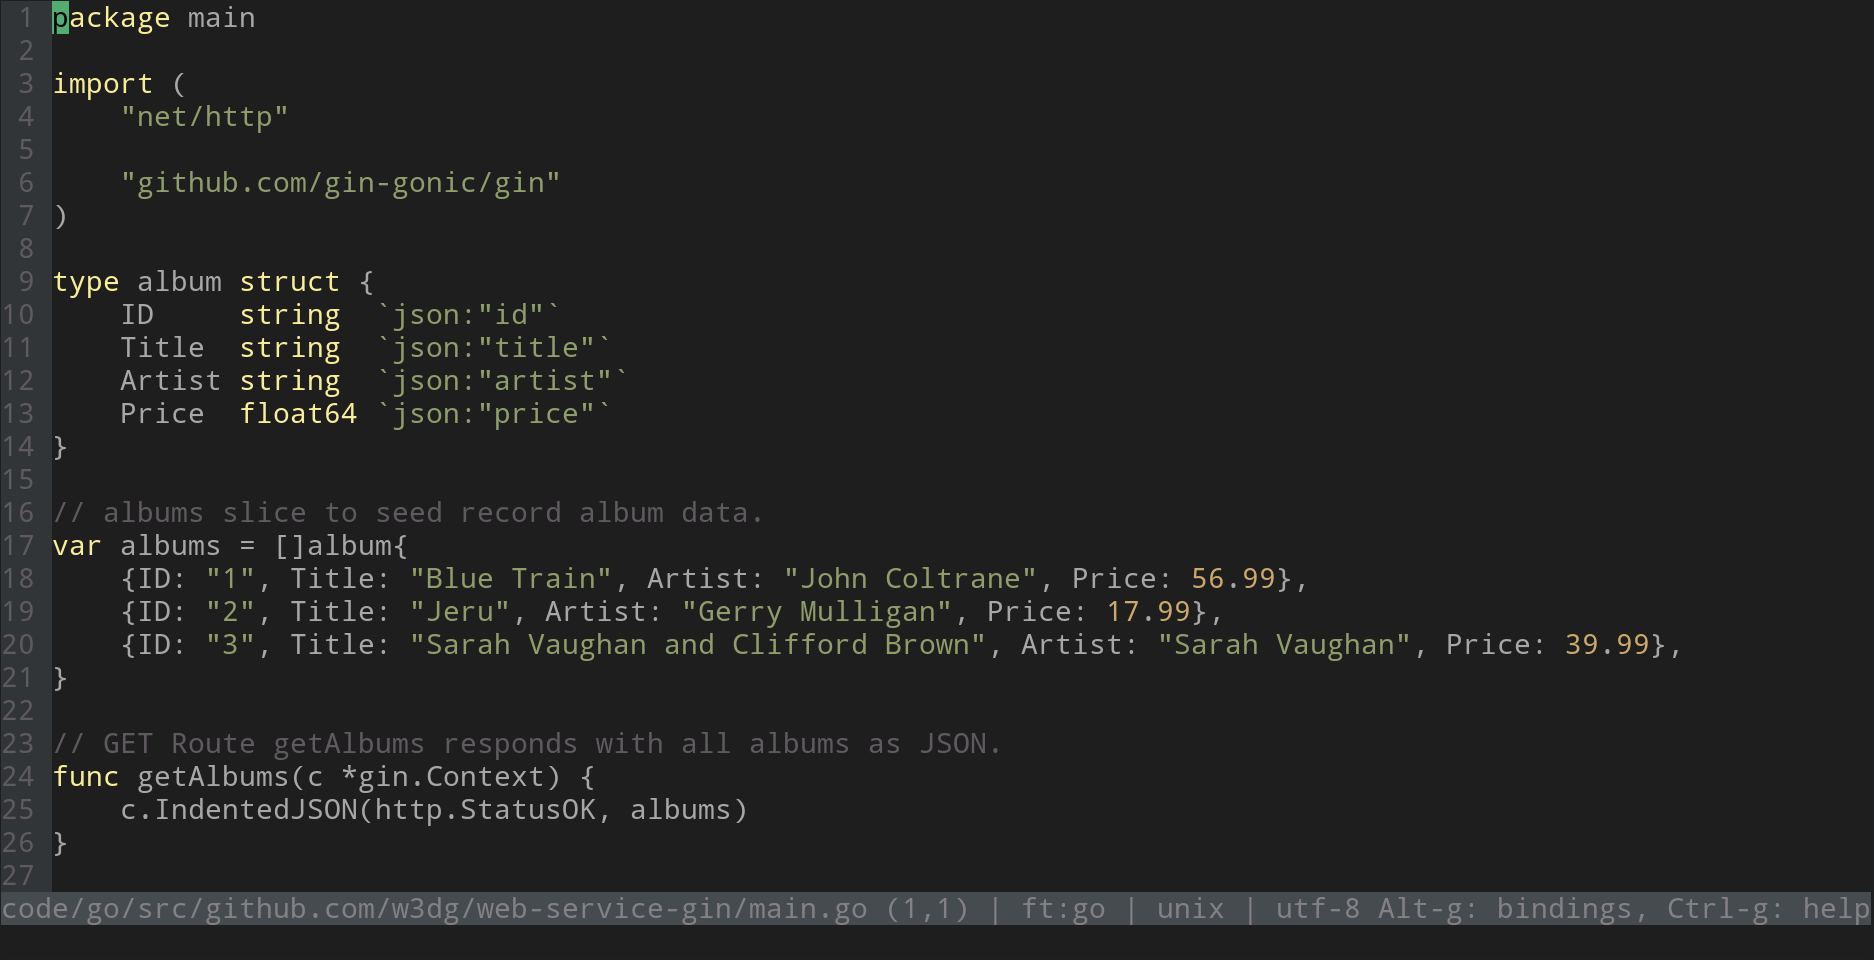 1 package main
2
3 import (
4     "net/http"
5
6     "github.com/gin-gonic/gin"
7 )
8
9 type album struct {
10     ID     string  `json:"id"`
11     Title  string  `json:"title"`
12     Artist string  `json:"artist"`
13     Price  float64 `json:"price"`
14 }
15
16 // albums slice to seed record album data.
17 var albums = []album{
18     {ID: "1", Title: "Blue Train", Artist: "John Coltrane", Price: 56.99},
19     {ID: "2", Title: "Jeru", Artist: "Gerry Mulligan", Price: 17.99},
20     {ID: "3", Title: "Sarah Vaughan and Clifford Brown", Artist: "Sarah Vaughan", Price: 39.99},
21 }
22
23 // GET Route getAlbums responds with all albums as JSON.
24 func getAlbums(c *gin.Context) {
25     c.IndentedJSON(http.StatusOK, albums)
26 }
27
code/go/src/github.com/w3dg/web-service-gin/main.go (1,1) | ft:go | unix | utf-8 Alt-g: bindings, Ctrl-g: help